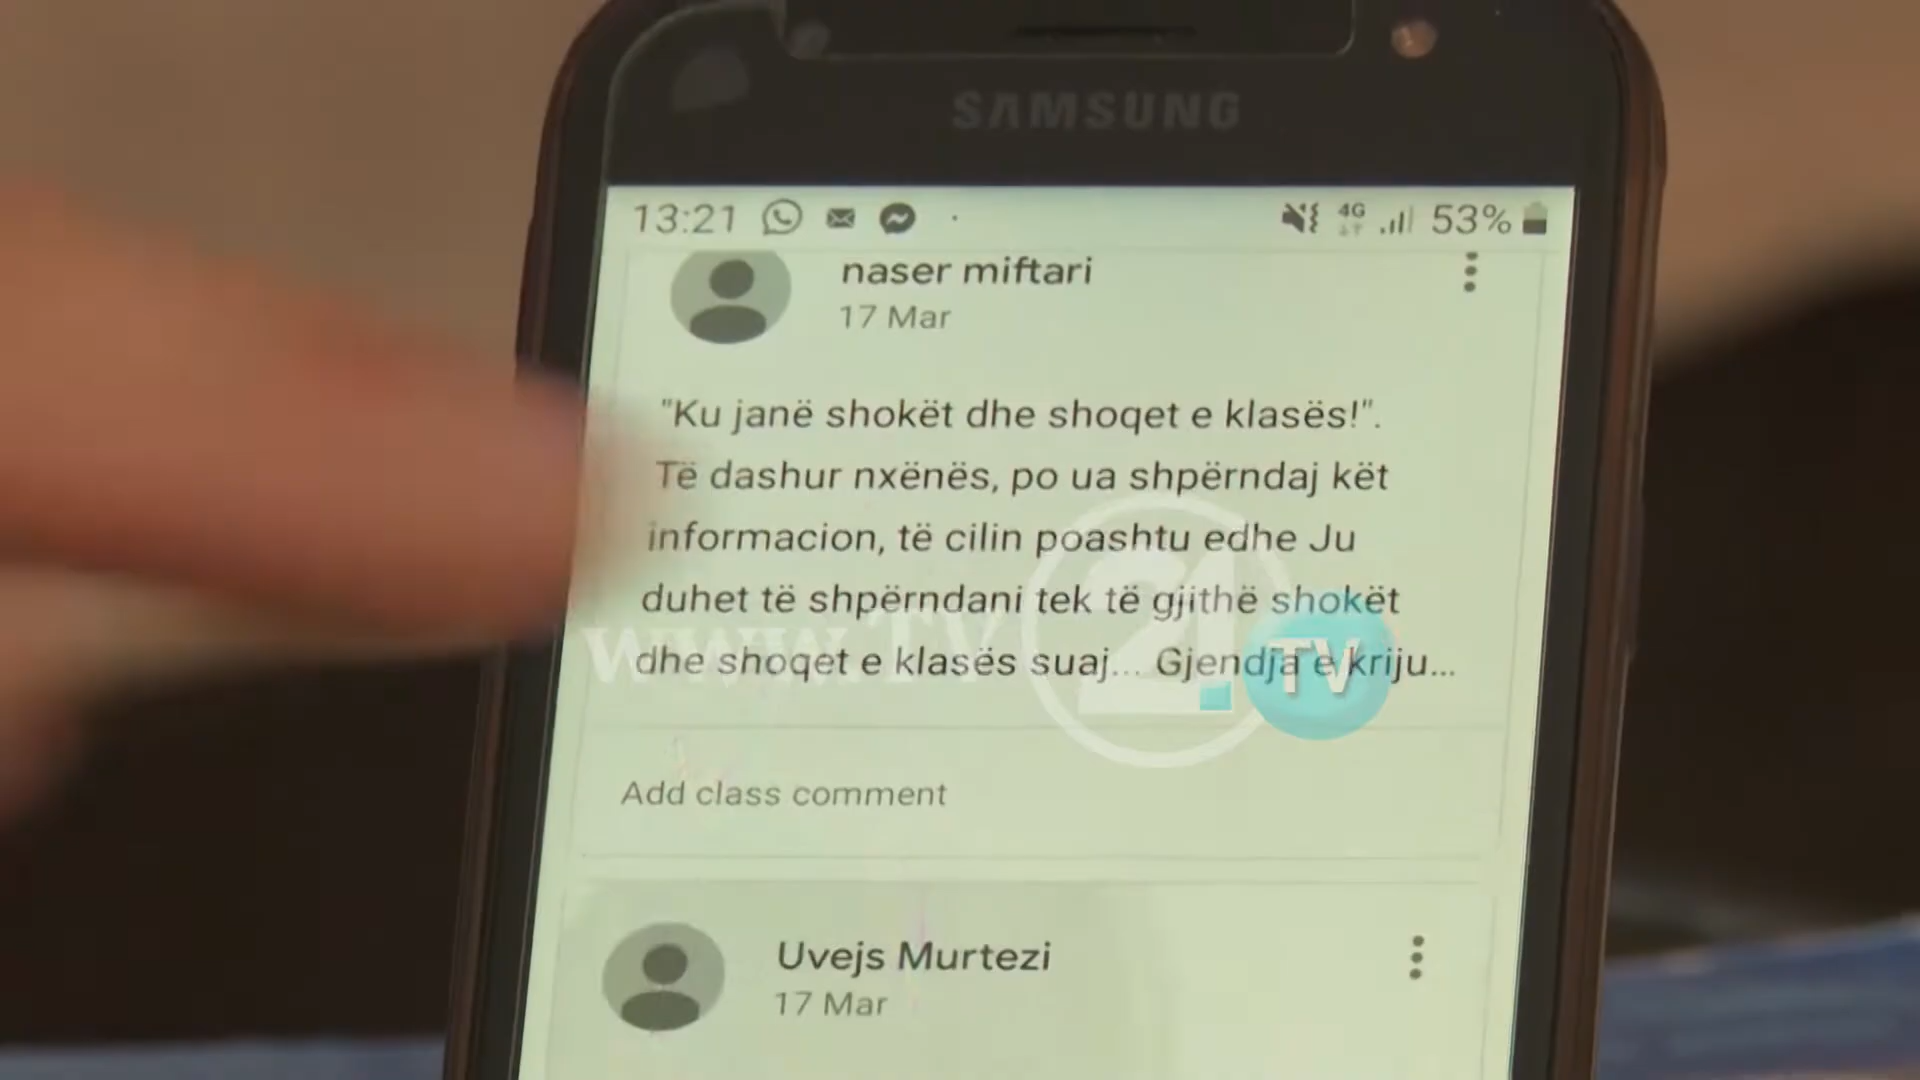 SAMSUNG
13:21 4G 53%
naser miftari
17 Mar
"Ku janë shokët dhe shoqet e klasës!".
Të dashur nxënës, po ua shpërndaj kët
informacion, të cilin poashtu edhe Ju
duhet të shpërndani tek të gjithë shokët
dhe shoqet e klasës suaj... Gjendja e kriju...
www.TV21.TV
Add class comment
Uvejs Murtezi
17 Mar